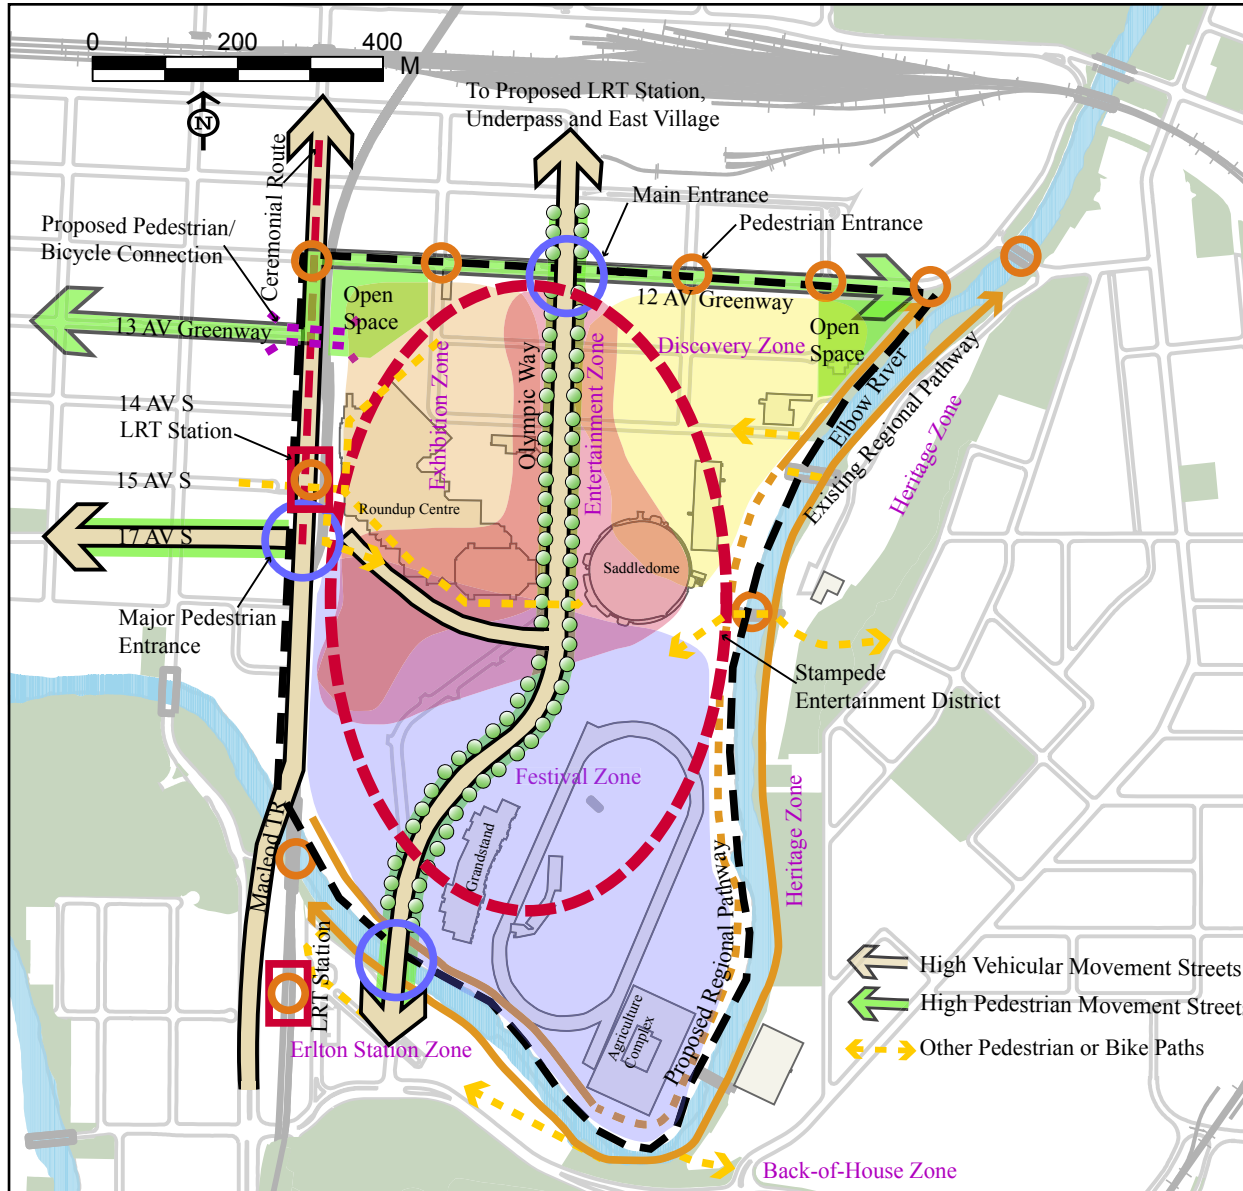 0 200 400
M
To Proposed LRT Station,
Underpass and East Village
N
Ceremonial Route
Main Entrance
Pedestrian Entrance
Proposed Pedestrian/
Bicycle Connection
Open
Space
12 AV Greenway
13 AV Greenway
Open
Space
Discovery Zone
Olympic Way
Entertainment Zone
Exhibition Zone
Elbow River
Existing Regional Pathway
Heritage Zone
14 AV S
LRT Station
15 AV S
Roundup Centre
17 AV S
Saddledome
Major Pedestrian
Entrance
Stampede
Entertainment District
Festival Zone
Macleod TR
Grandstand
Heritage Zone
Proposed Regional Pathway
LRT Station
Agriculture
Complex
Erlton Station Zone
High Vehicular Movement Streets
High Pedestrian Movement Streets
Other Pedestrian or Bike Paths
Back-of-House Zone